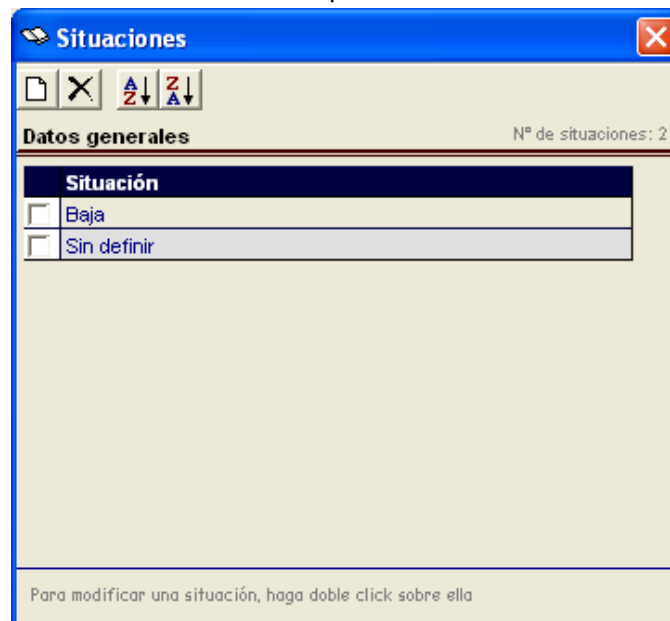 Situaciones
Datos generales
Nº de situaciones: 2
Situación
Baja
Sin definir
Para modificar una situación, haga doble click sobre ella